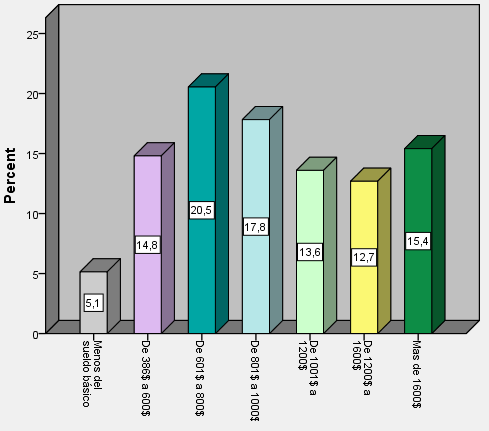 Percent
25
20
15
10
5
0
5,1
14,8
20,5
17,8
13,6
12,7
15,4
Menos del
sueldo básico
De 386$ a 600$
De 601$ a 800$
De 801$ a 1000$
De 1001$ a
1200$
De 1200$ a
1600$
Mas de 1600$